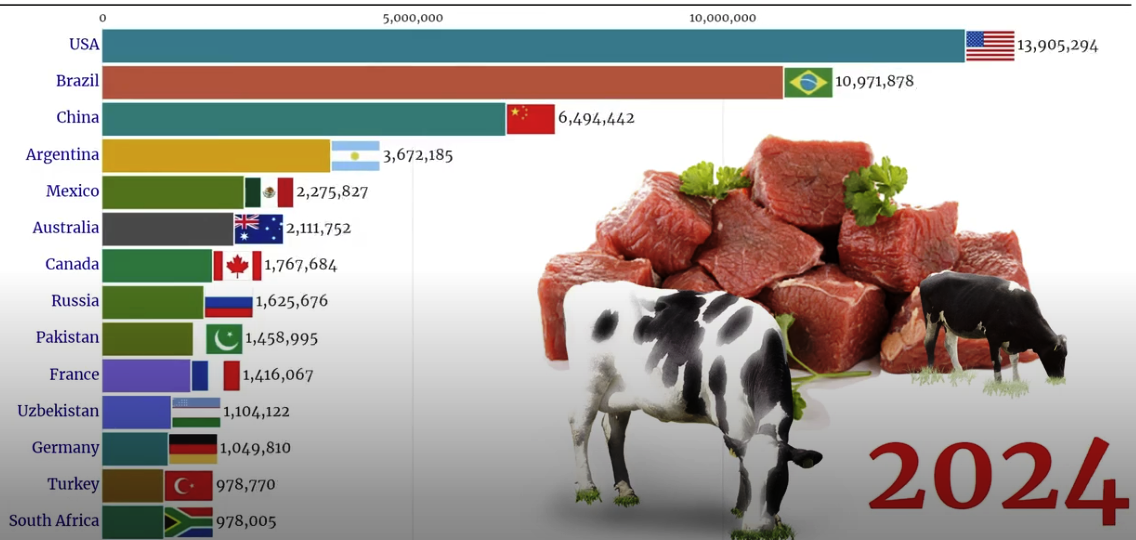 0 5,000,000 10,000,000
USA 13,905,294
Brazil 10,971,878
China 6,494,442
Argentina 3,672,185
Mexico 2,275,827
Australia 2,111,752
Canada 1,767,684
Russia 1,625,676
Pakistan 1,458,995
France 1,416,067
Uzbekistan 1,104,122
Germany 1,049,810
Turkey 978,770
South Africa 978,005
2024